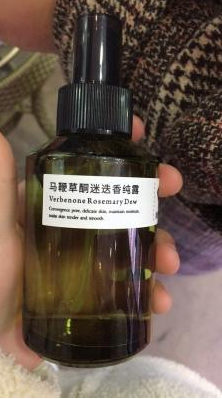 马鞭草酮迷迭香纯露
Verbenone Rosemary Dew
Convergence pore, delicate skin, maintain moisture,
make skin tender and smooth.